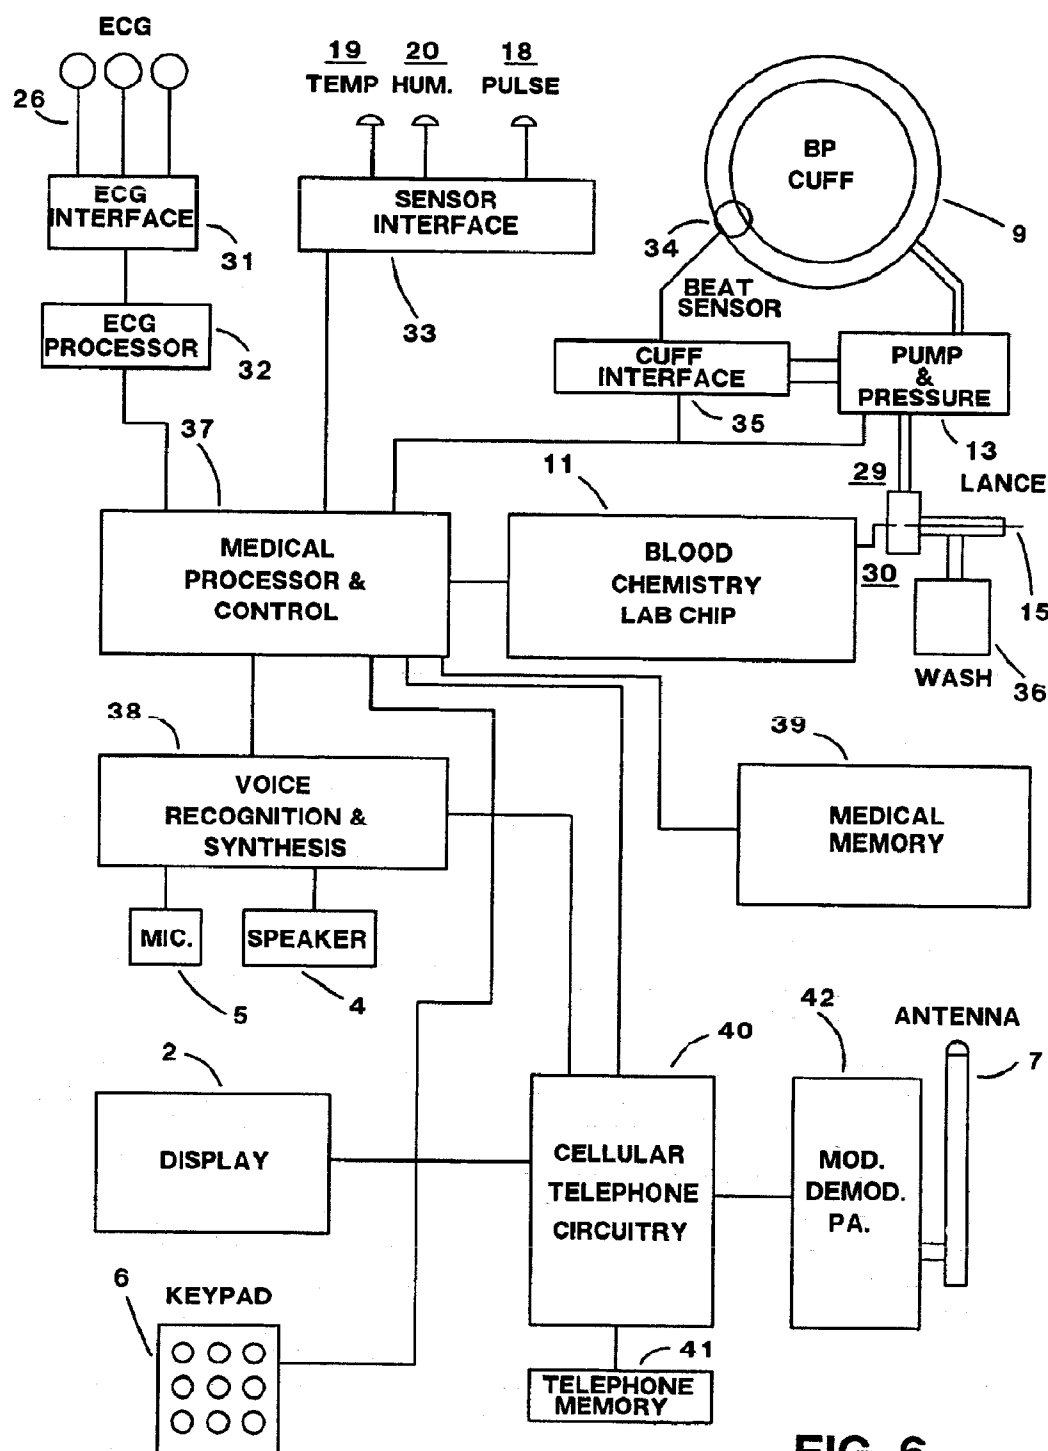 ECG
19 20 18
TEMP HUM. PULSE
26
BP
CUFF
ECG
INTERFACE
SENSOR
INTERFACE
34
9
31
BEAT
SENSOR
33
ECG
PROCESSOR
32
CUFF
INTERFACE
PUMP
&
PRESSURE
35
37
13
11
29
LANCE
MEDICAL
PROCESSOR &
CONTROL
BLOOD
CHEMISTRY
LAB CHIP
30
15
WASH
36
38
39
VOICE
RECOGNITION &
SYNTHESIS
MEDICAL
MEMORY
MIC.
SPEAKER
5
4
42
ANTENNA
40
2
7
DISPLAY
CELLULAR
TELEPHONE
CIRCUITRY
MOD.
DEMOD.
PA.
6
KEYPAD
41
TELEPHONE
MEMORY
FIG. 6